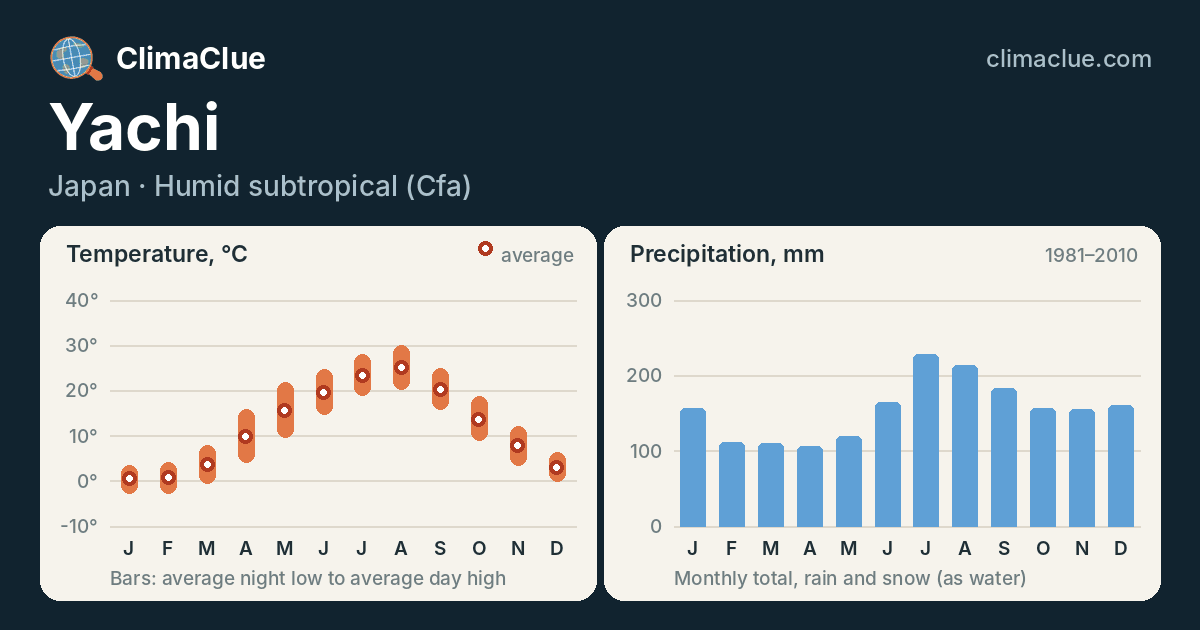 ClimaClue
climaclue.com
Yachi
Japan · Humid subtropical (Cfa)
Temperature, °C
average
40°
30°
20°
10°
0°
-10°
J F M A M J J A S O N D
Bars: average night low to average day high
Precipitation, mm
1981–2010
300
200
100
0
J F M A M J J A S O N D
Monthly total, rain and snow (as water)